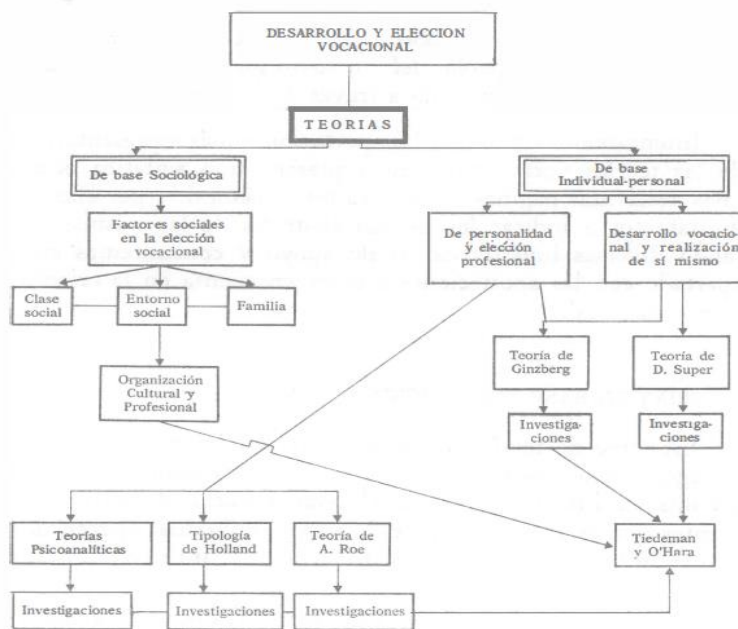 DESARROLLO Y ELECCION
VOCACIONAL
TEORIAS
De base Sociológica
De base
Individual-personal
Factores sociales
en la elección
vocacional
De personalidad
y elección
profesional
Desarrollo vocacio-
nal y realización
de sí mismo
Clase
social
Entorno
social
Familia
Teoría de
Ginzberg
Teoría de
D. Super
Organización
Cultural y
Profesional
Investiga-
ciones
Investiga-
ciones
Teorías
Psicoanalíticas
Tipología
de Holland
Teoría de
A. Roe
Tiedeman
y O'Hara
Investigaciones
Investigaciones
Investigaciones